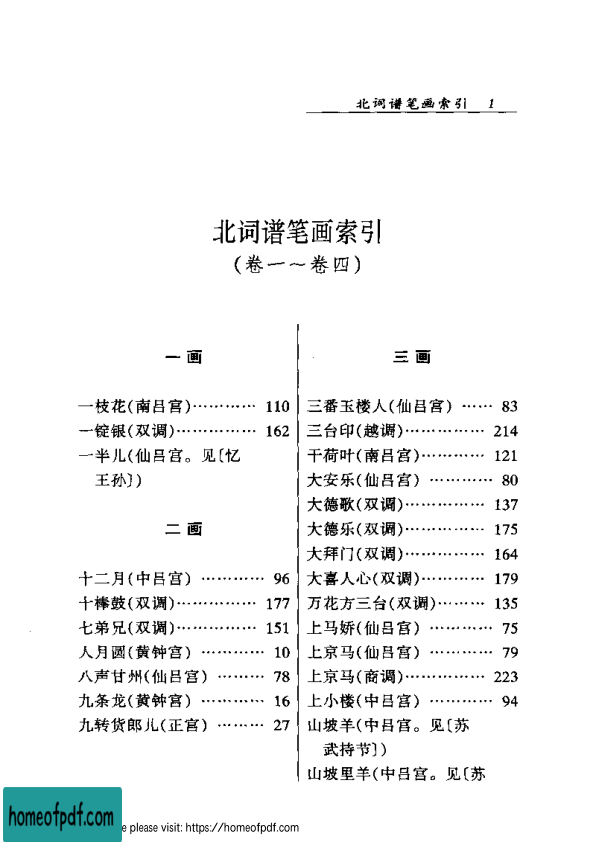 北词谱笔画索引 1
北词谱笔画索引
(卷一～卷四)
一画
一枝花(南吕宫)………… 110
一锭银(双调)…………… 162
一半儿(仙吕宫。见〔忆
王孙〕)
二画
十二月(中吕宫) ………… 96
十棒鼓(双调)…………… 177
七弟兄(双调)…………… 151
人月圆(黄钟宫) ………… 10
八声甘州(仙吕宫) ……… 78
九条龙(黄钟宫) ………… 16
九转货郎儿(正宫) ……… 27
三画
三番玉楼人(仙吕宫) …… 83
三台印(越调)…………… 214
干荷叶(南吕宫)………… 121
大安乐(仙吕宫) ………… 80
大德歌(双调)…………… 137
大德乐(双调)…………… 175
大拜门(双调)…………… 164
大喜人心(双调)………… 179
万花方三台(双调)……… 135
上马娇(仙吕宫) ………… 75
上京马(仙吕宫) ………… 79
上京马(商调)…………… 223
上小楼(中吕宫) ………… 94
山坡羊(中吕宫。见〔苏
武持节〕)
山坡里羊(中吕宫。见〔苏
homeofpdf.com
e please visit: https://homeofpdf.com